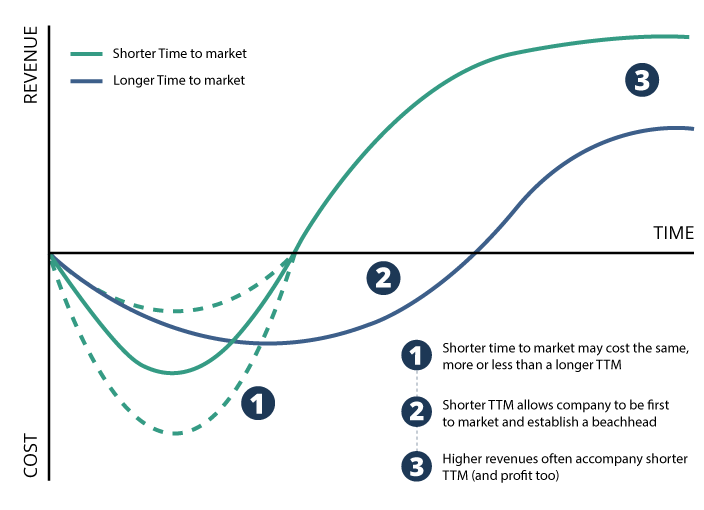 REVENUE
Shorter Time to market
Longer Time to market
3
TIME
2
1
1
Shorter time to market may cost the same,
more or less than a longer TTM
2
Shorter TTM allows company to be first
to market and establish a beachhead
3
Higher revenues often accompany shorter
TTM (and profit too)
COST